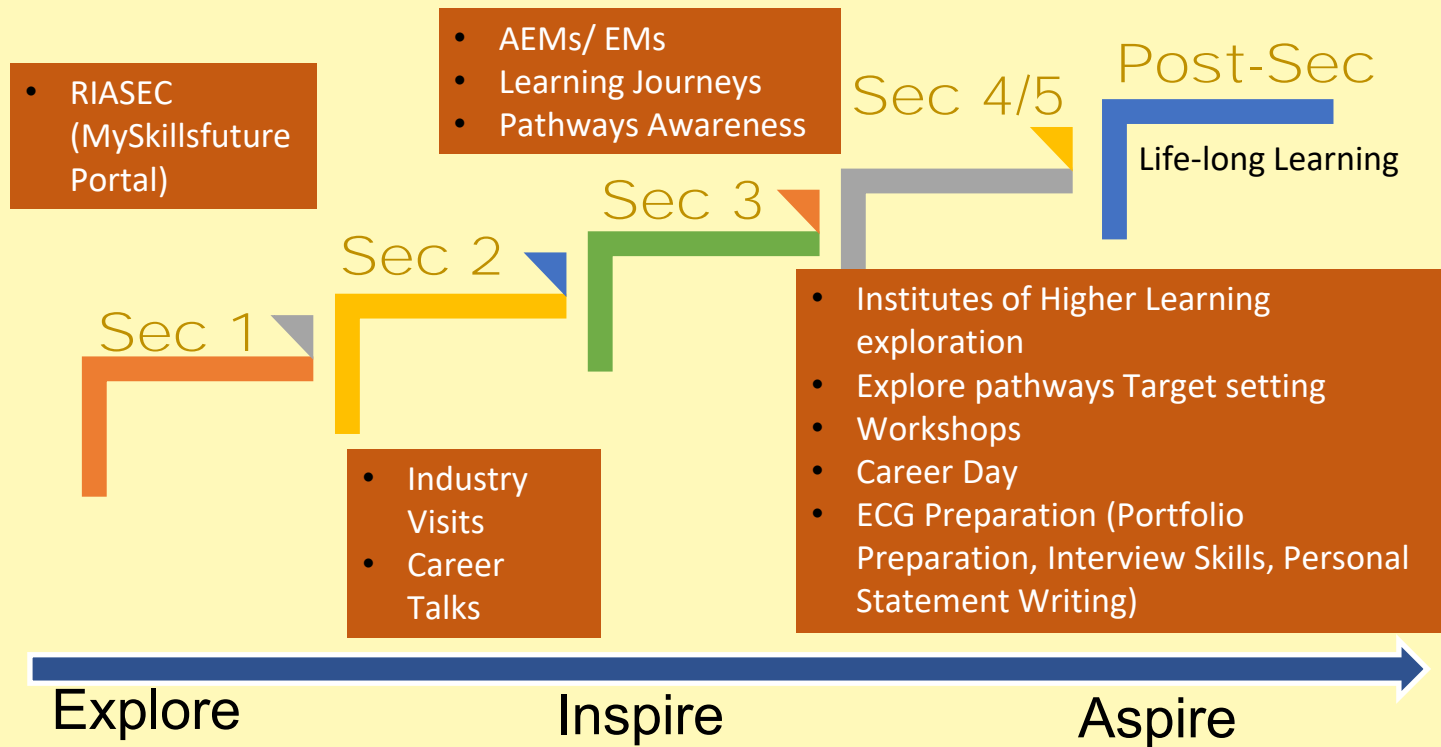 • RIASEC
(MySkillsfuture
Portal)
• AEMs/ EMs
• Learning Journeys
• Pathways Awareness
Sec 1
Sec 2
Sec 3
Sec 4/5
Post-Sec
Life-long Learning
• Industry
Visits
• Career
Talks
• Institutes of Higher Learning
exploration
• Explore pathways Target setting
• Workshops
• Career Day
• ECG Preparation (Portfolio
Preparation, Interview Skills, Personal
Statement Writing)
Explore
Inspire
Aspire